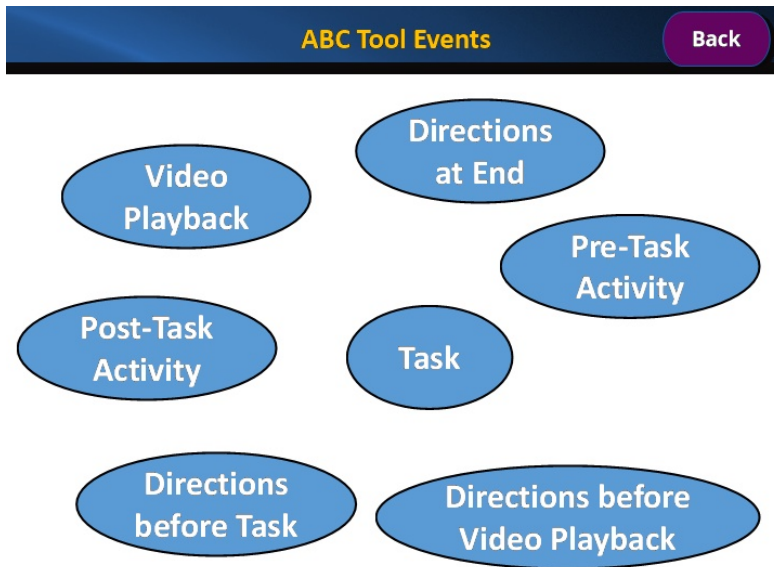 ABC Tool Events
Back
Directions
at End
Video
Playback
Pre-Task
Activity
Post-Task
Activity
Task
Directions
before Task
Directions before
Video Playback